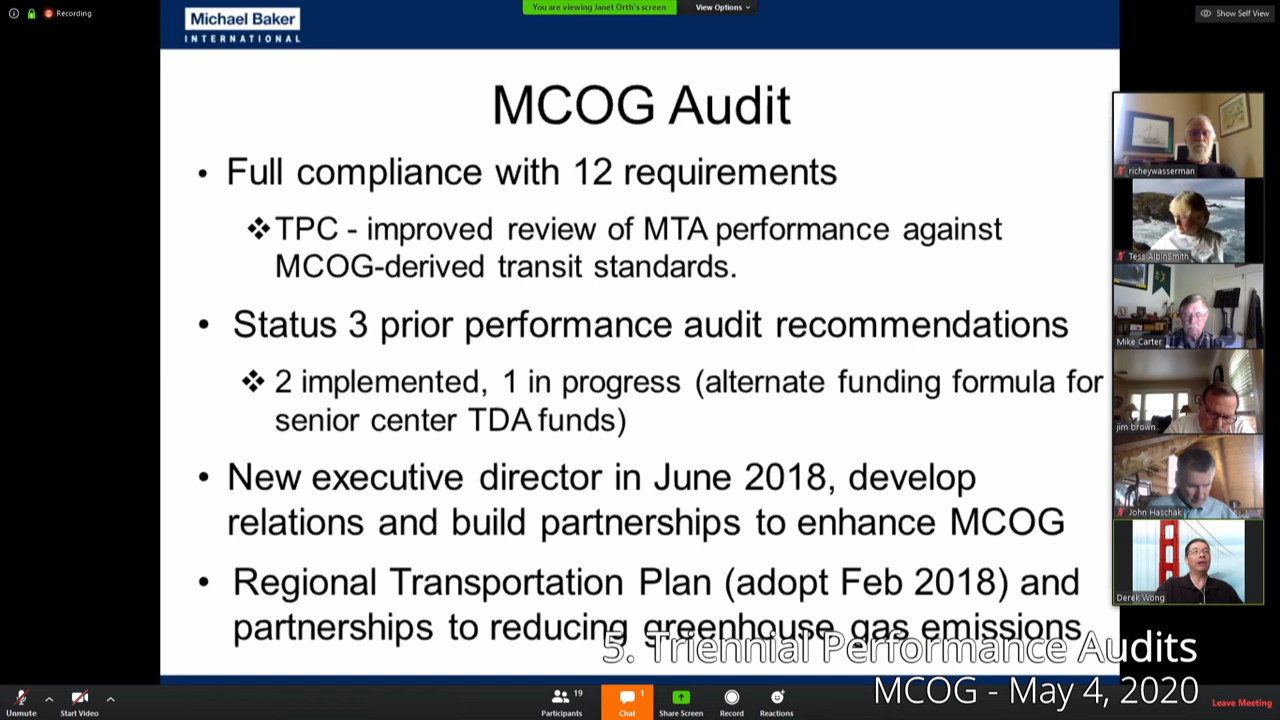 Recording
You are viewing Janet Orth's screen
View Options
Show Self View
Michael Baker
INTERNATIONAL
MCOG Audit
• Full compliance with 12 requirements
❖TPC - improved review of MTA performance against
MCOG-derived transit standards.
• Status 3 prior performance audit recommendations
❖ 2 implemented, 1 in progress (alternate funding formula for
senior center TDA funds)
• New executive director in June 2018, develop
relations and build partnerships to enhance MCOG
• Regional Transportation Plan (adopt Feb 2018) and
partnerships to reducing greenhouse gas emissions
richeywasserman
Tess AlbinSmith
Mike Carter
jim brown
John Haschak
Derek Wong
5. Triennial Performance Audits
MCOG - May 4, 2020
Unmute
Start Video
19
Participants
1
Chat
Share Screen
Record
Reactions
Leave Meeting